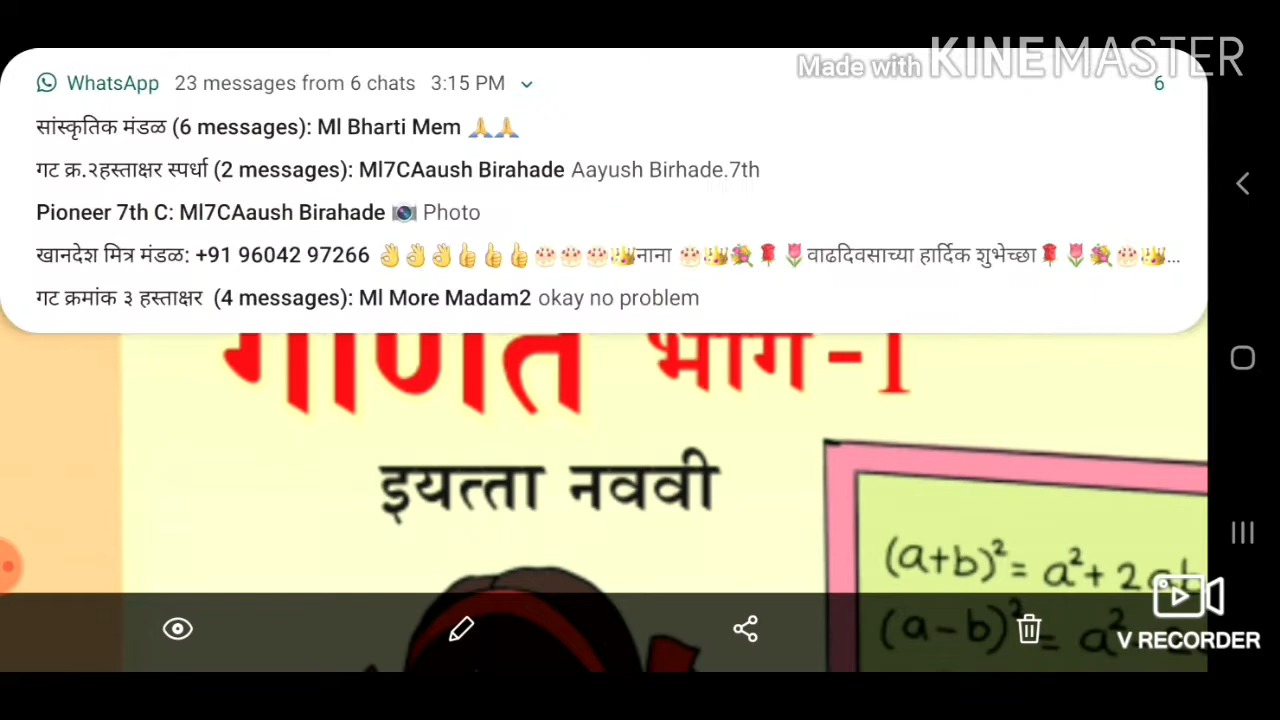 Made with KINEMASTER
WhatsApp 23 messages from 6 chats 3:15 PM 6
सांस्कृतिक मंडळ (6 messages): Ml Bharti Mem 🙏🙏
गट क्र.२हस्ताक्षर स्पर्धा (2 messages): Ml7CAaush Birahade Aayush Birhade.7th
Pioneer 7th C: Ml7CAaush Birahade 📷 Photo
खानदेश मित्र मंडळ: +91 96042 97266 👌👌👌👍👍👍🎂🎂🎂👑नाना 🎂👑💐🌹🌷वाढदिवसाच्या हार्दिक शुभेच्छा🌹🌷💐🎂👑...
गट क्रमांक ३ हस्ताक्षर (4 messages): Ml More Madam2 okay no problem
गणित भाग-I
इयत्ता नववी
(a+b)²= a²+ 2ab
(a-b)²= a²-
V RECORDER